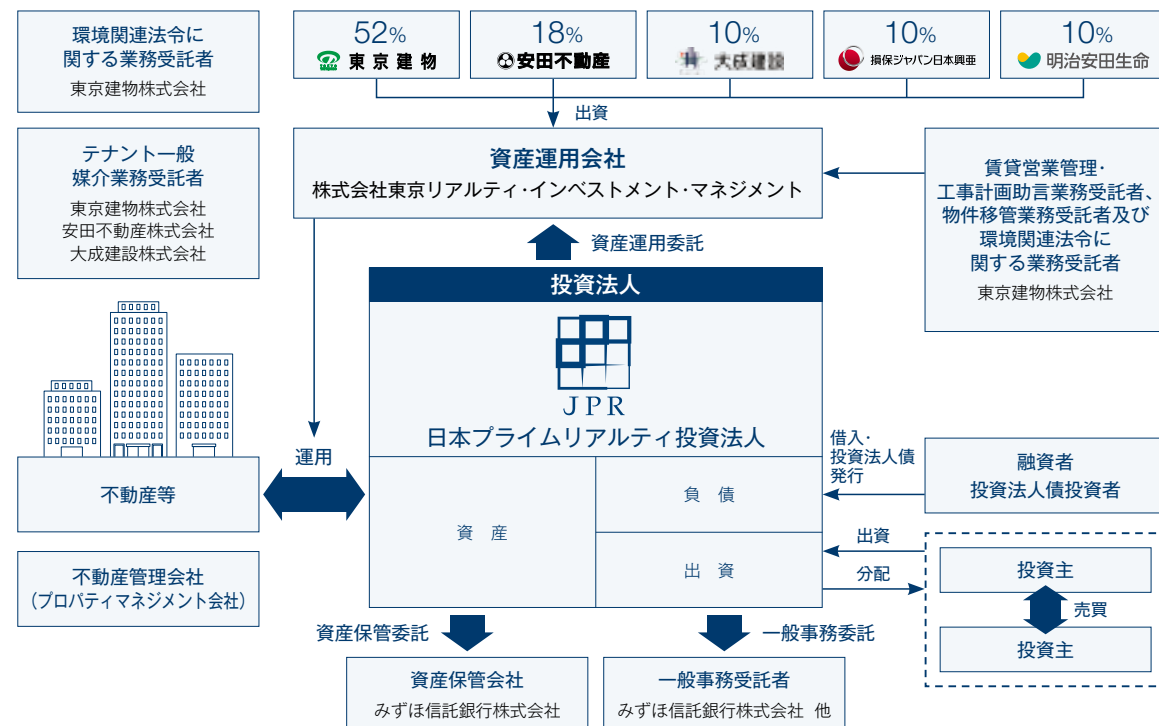 環境関連法令に
関する業務受託者
東京建物株式会社
52%
東京建物
18%
安田不動産
10%
大成建設
10%
損保ジャパン日本興亜
10%
明治安田生命
出資
テナント一般
媒介業務受託者
東京建物株式会社
安田不動産株式会社
大成建設株式会社
資産運用会社
株式会社東京リアルティ・インベストメント・マネジメント
賃貸営業管理・
工事計画助言業務受託者、
物件移管業務受託者及び
環境関連法令に
関する業務受託者
東京建物株式会社
資産運用委託
投資法人
JPR
日本プライムリアルティ投資法人
運用
不動産等
資産
負債
出資
借入・
投資法人債
発行
融資者
投資法人債投資者
出資
分配
投資主
売買
投資主
不動産管理会社
(プロパティマネジメント会社)
資産保管委託
一般事務委託
資産保管会社
みずほ信託銀行株式会社
一般事務受託者
みずほ信託銀行株式会社 他